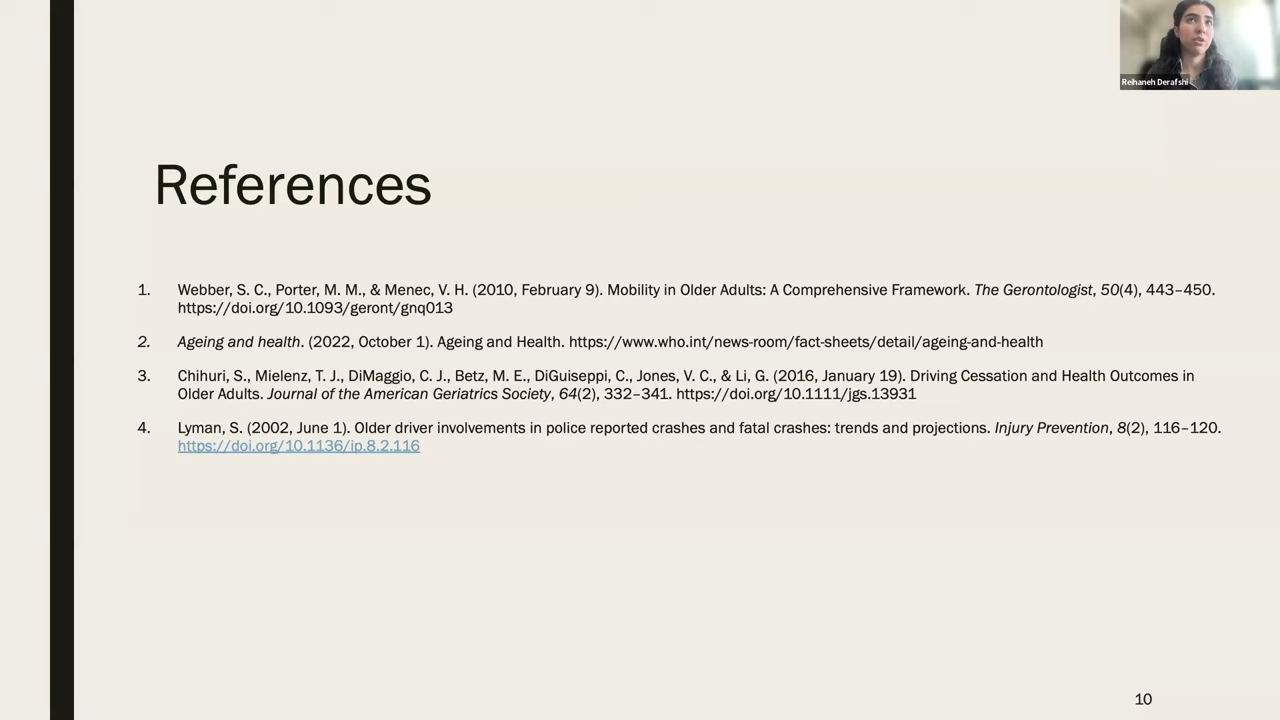 Reihaneh Derafshi
References
1. Webber, S. C., Porter, M. M., & Menec, V. H. (2010, February 9). Mobility in Older Adults: A Comprehensive Framework. The Gerontologist, 50(4), 443–450.
https://doi.org/10.1093/geront/gnq013
2. Ageing and health. (2022, October 1). Ageing and Health. https://www.who.int/news-room/fact-sheets/detail/ageing-and-health
3. Chihuri, S., Mielenz, T. J., DiMaggio, C. J., Betz, M. E., DiGuiseppi, C., Jones, V. C., & Li, G. (2016, January 19). Driving Cessation and Health Outcomes in
Older Adults. Journal of the American Geriatrics Society, 64(2), 332–341. https://doi.org/10.1111/jgs.13931
4. Lyman, S. (2002, June 1). Older driver involvements in police reported crashes and fatal crashes: trends and projections. Injury Prevention, 8(2), 116–120.
https://doi.org/10.1136/ip.8.2.116
10